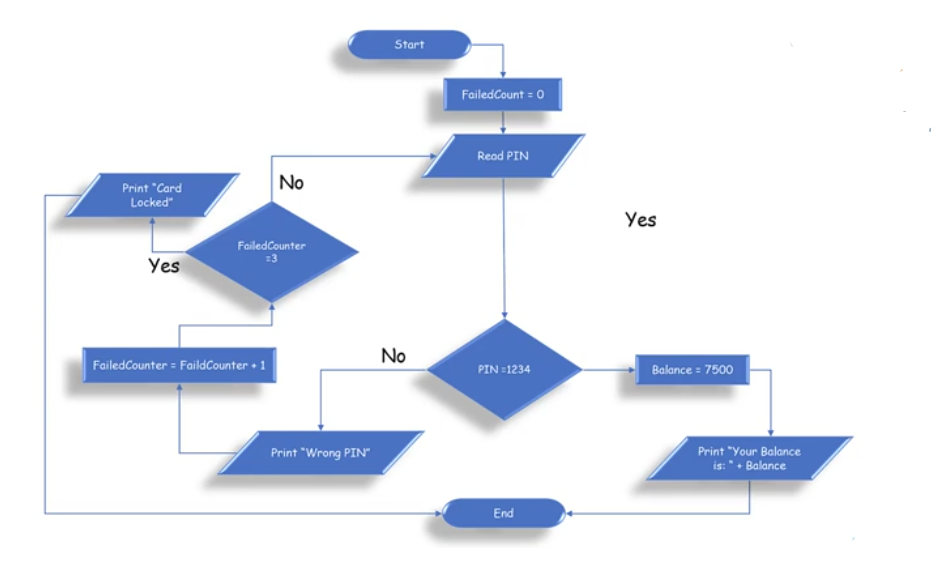 Start
FailedCount = 0
Read PIN
No
Print “Card
Locked”
Yes
FailedCounter
=3
Yes
No
FailedCounter = FaildCounter + 1
PIN =1234
Balance = 7500
Print “Wrong PIN”
Print “Your Balance
is: “ + Balance
End